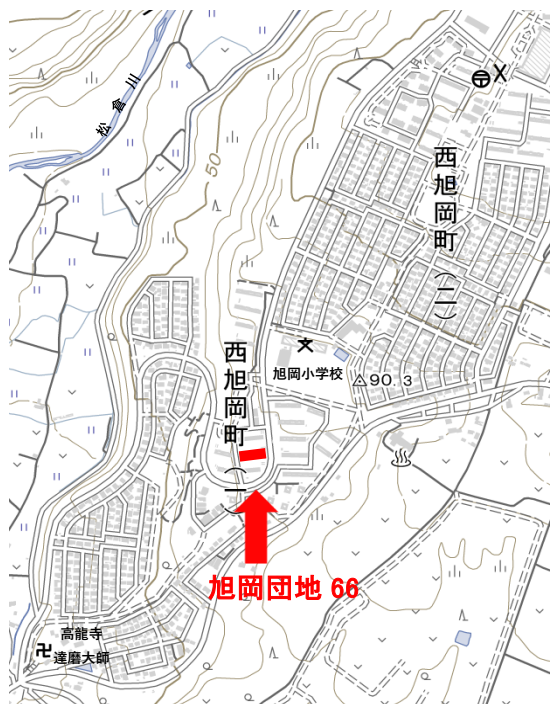 松倉川
50
西旭岡町(二)
西旭岡町(一)
旭岡小学校
90.3
旭岡団地 66
高龍寺
達磨大師